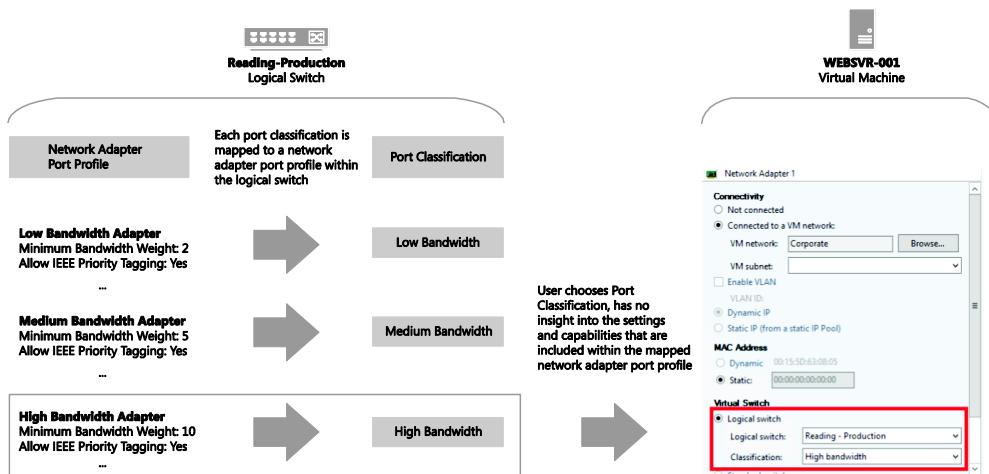 Reading-Production
Logical Switch
WEBSVR-001
Virtual Machine
Network Adapter
Port Profile
Each port classification is
mapped to a network
adapter port profile within
the logical switch
Port Classification
Low Bandwidth Adapter
Minimum Bandwidth Weight: 2
Allow IEEE Priority Tagging: Yes
...
Low Bandwidth
Medium Bandwidth Adapter
Minimum Bandwidth Weight: 5
Allow IEEE Priority Tagging: Yes
...
Medium Bandwidth
High Bandwidth Adapter
Minimum Bandwidth Weight: 10
Allow IEEE Priority Tagging: Yes
...
High Bandwidth
User chooses Port
Classification, has no
insight into the settings
and capabilities that are
included within the mapped
network adapter port profile
Network Adapter 1
Connectivity
Not connected
Connected to a VM network:
VM network: Corporate Browse...
VM subnet:
Enable VLAN
VLAN ID:
Dynamic IP
Static IP (from a static IP Pool)
MAC Address
Dynamic 00:15:5D:63:08:05
Static: 00:00:00:00:00:00
Virtual Switch
Logical switch
Logical switch: Reading - Production
Classification: High bandwidth